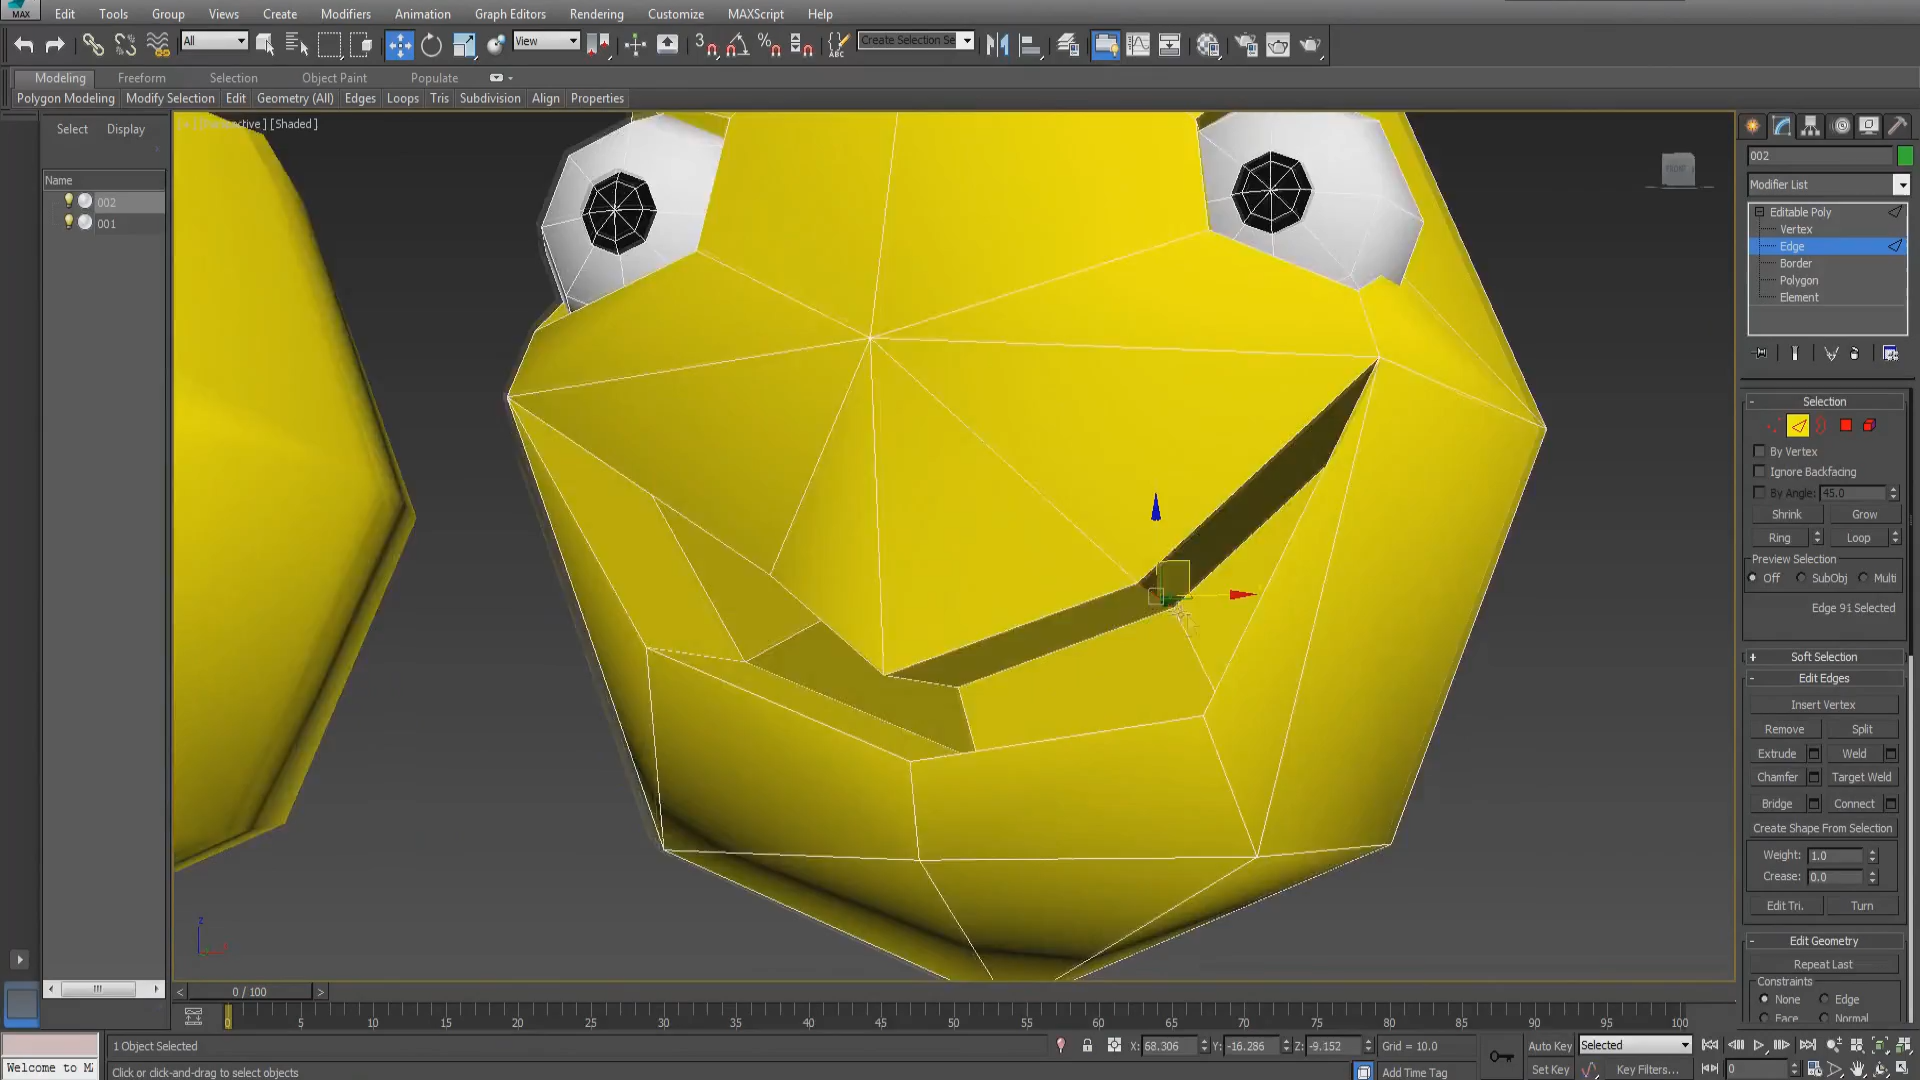 MAX
Edit Tools Group Views Create Modifiers Animation Graph Editors Rendering Customize MAXScript Help
All View 3 % ABC Create Selection Se
Modeling Freeform Selection Object Paint Populate
Polygon Modeling Modify Selection Edit Geometry (All) Edges Loops Tris Subdivision Align Properties
Select Display
[Shaded ]
Name
002
001
FRONT
002
Modifier List
Editable Poly
Vertex
Edge
Border
Polygon
Element
- Selection
By Vertex
Ignore Backfacing
By Angle: 45.0
Shrink Grow
Ring Loop
Preview Selection
Off SubObj Multi
Edge 91 Selected
+ Soft Selection
- Edit Edges
Insert Vertex
Remove Split
Extrude Weld
Chamfer Target Weld
Bridge Connect
Create Shape From Selection
Weight: 1.0
Crease: 0.0
Edit Tri. Turn
- Edit Geometry
Repeat Last
Constraints
None Edge
Face Normal
z
< 0 / 100 >
0 5 10 15 20 25 30 35 40 45 50 55 60 65 70 75 80 85 90 95 100
1 Object Selected X: 68.306 Y: -16.286 Z: -9.152 Grid = 10.0 Auto Key Selected
Welcome to M Click or click-and-drag to select objects Add Time Tag Set Key Key Filters... 0